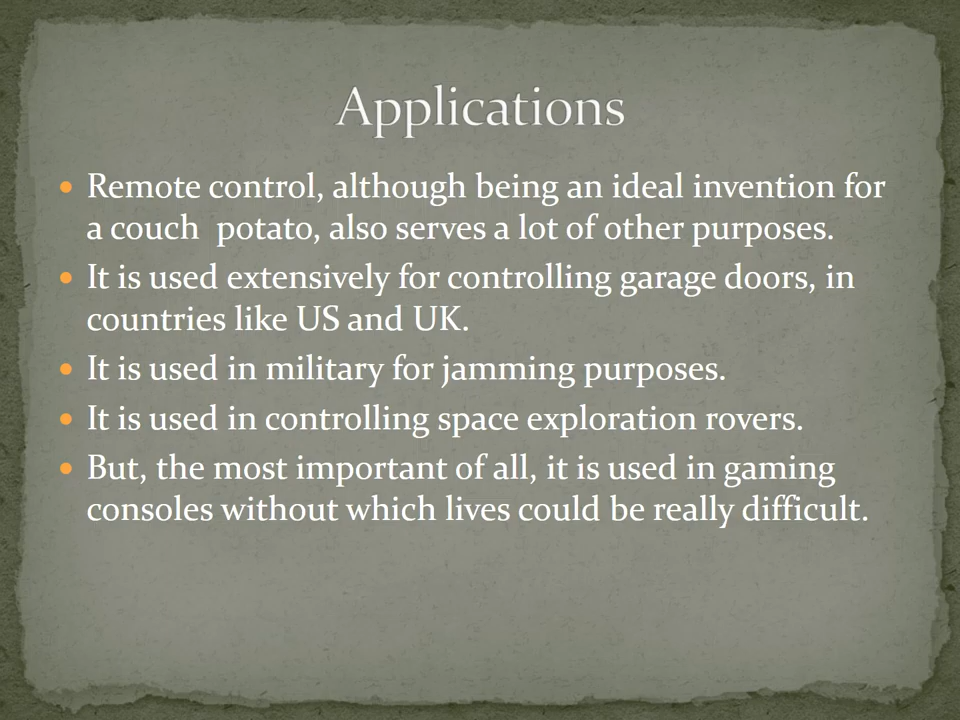 Applications
• Remote control, although being an ideal invention for
a couch  potato, also serves a lot of other purposes.
• It is used extensively for controlling garage doors, in
countries like US and UK.
• It is used in military for jamming purposes.
• It is used in controlling space exploration rovers.
• But, the most important of all, it is used in gaming
consoles without which lives could be really difficult.